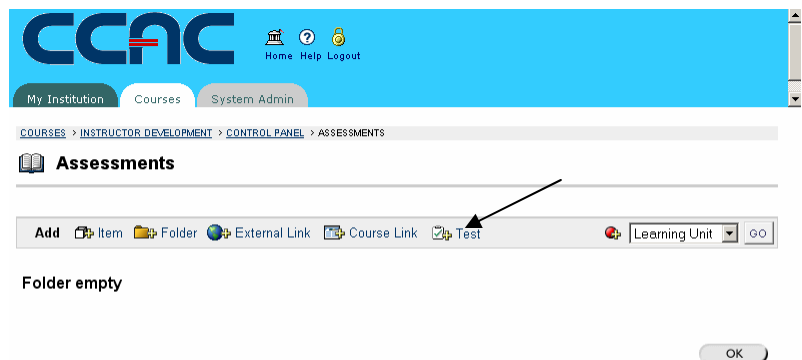 CCAC
Home Help Logout
My Institution Courses System Admin
COURSES > INSTRUCTOR DEVELOPMENT > CONTROL PANEL > ASSESSMENTS
Assessments
Add Item Folder External Link Course Link Test Learning Unit GO
Folder empty
OK